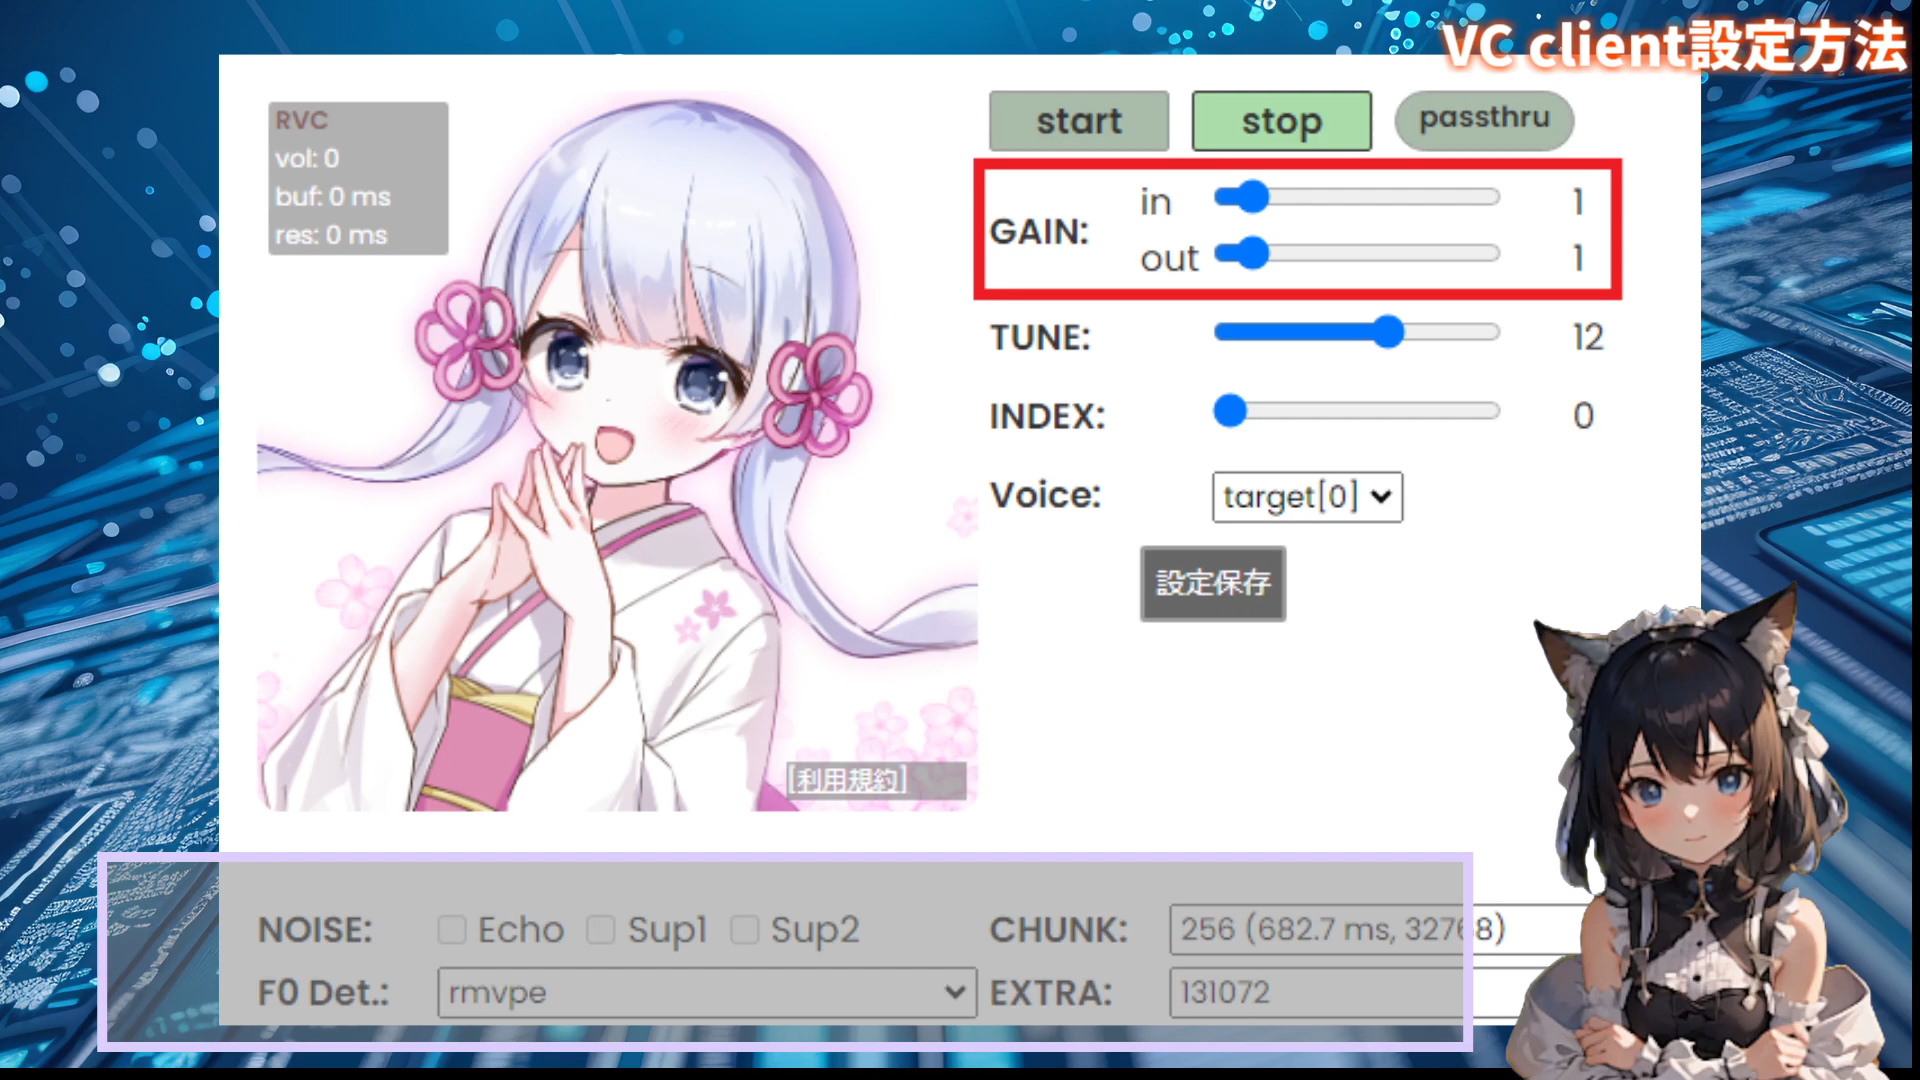 VC client設定方法
RVC
vol: 0
buf: 0 ms
res: 0 ms
[利用規約]
start stop passthru
GAIN: in 1
out 1
TUNE: 12
INDEX: 0
Voice: target[0]
設定保存
NOISE: Echo Sup1 Sup2 CHUNK: 256 (682.7 ms, 32768)
F0 Det.: rmvpe EXTRA: 131072